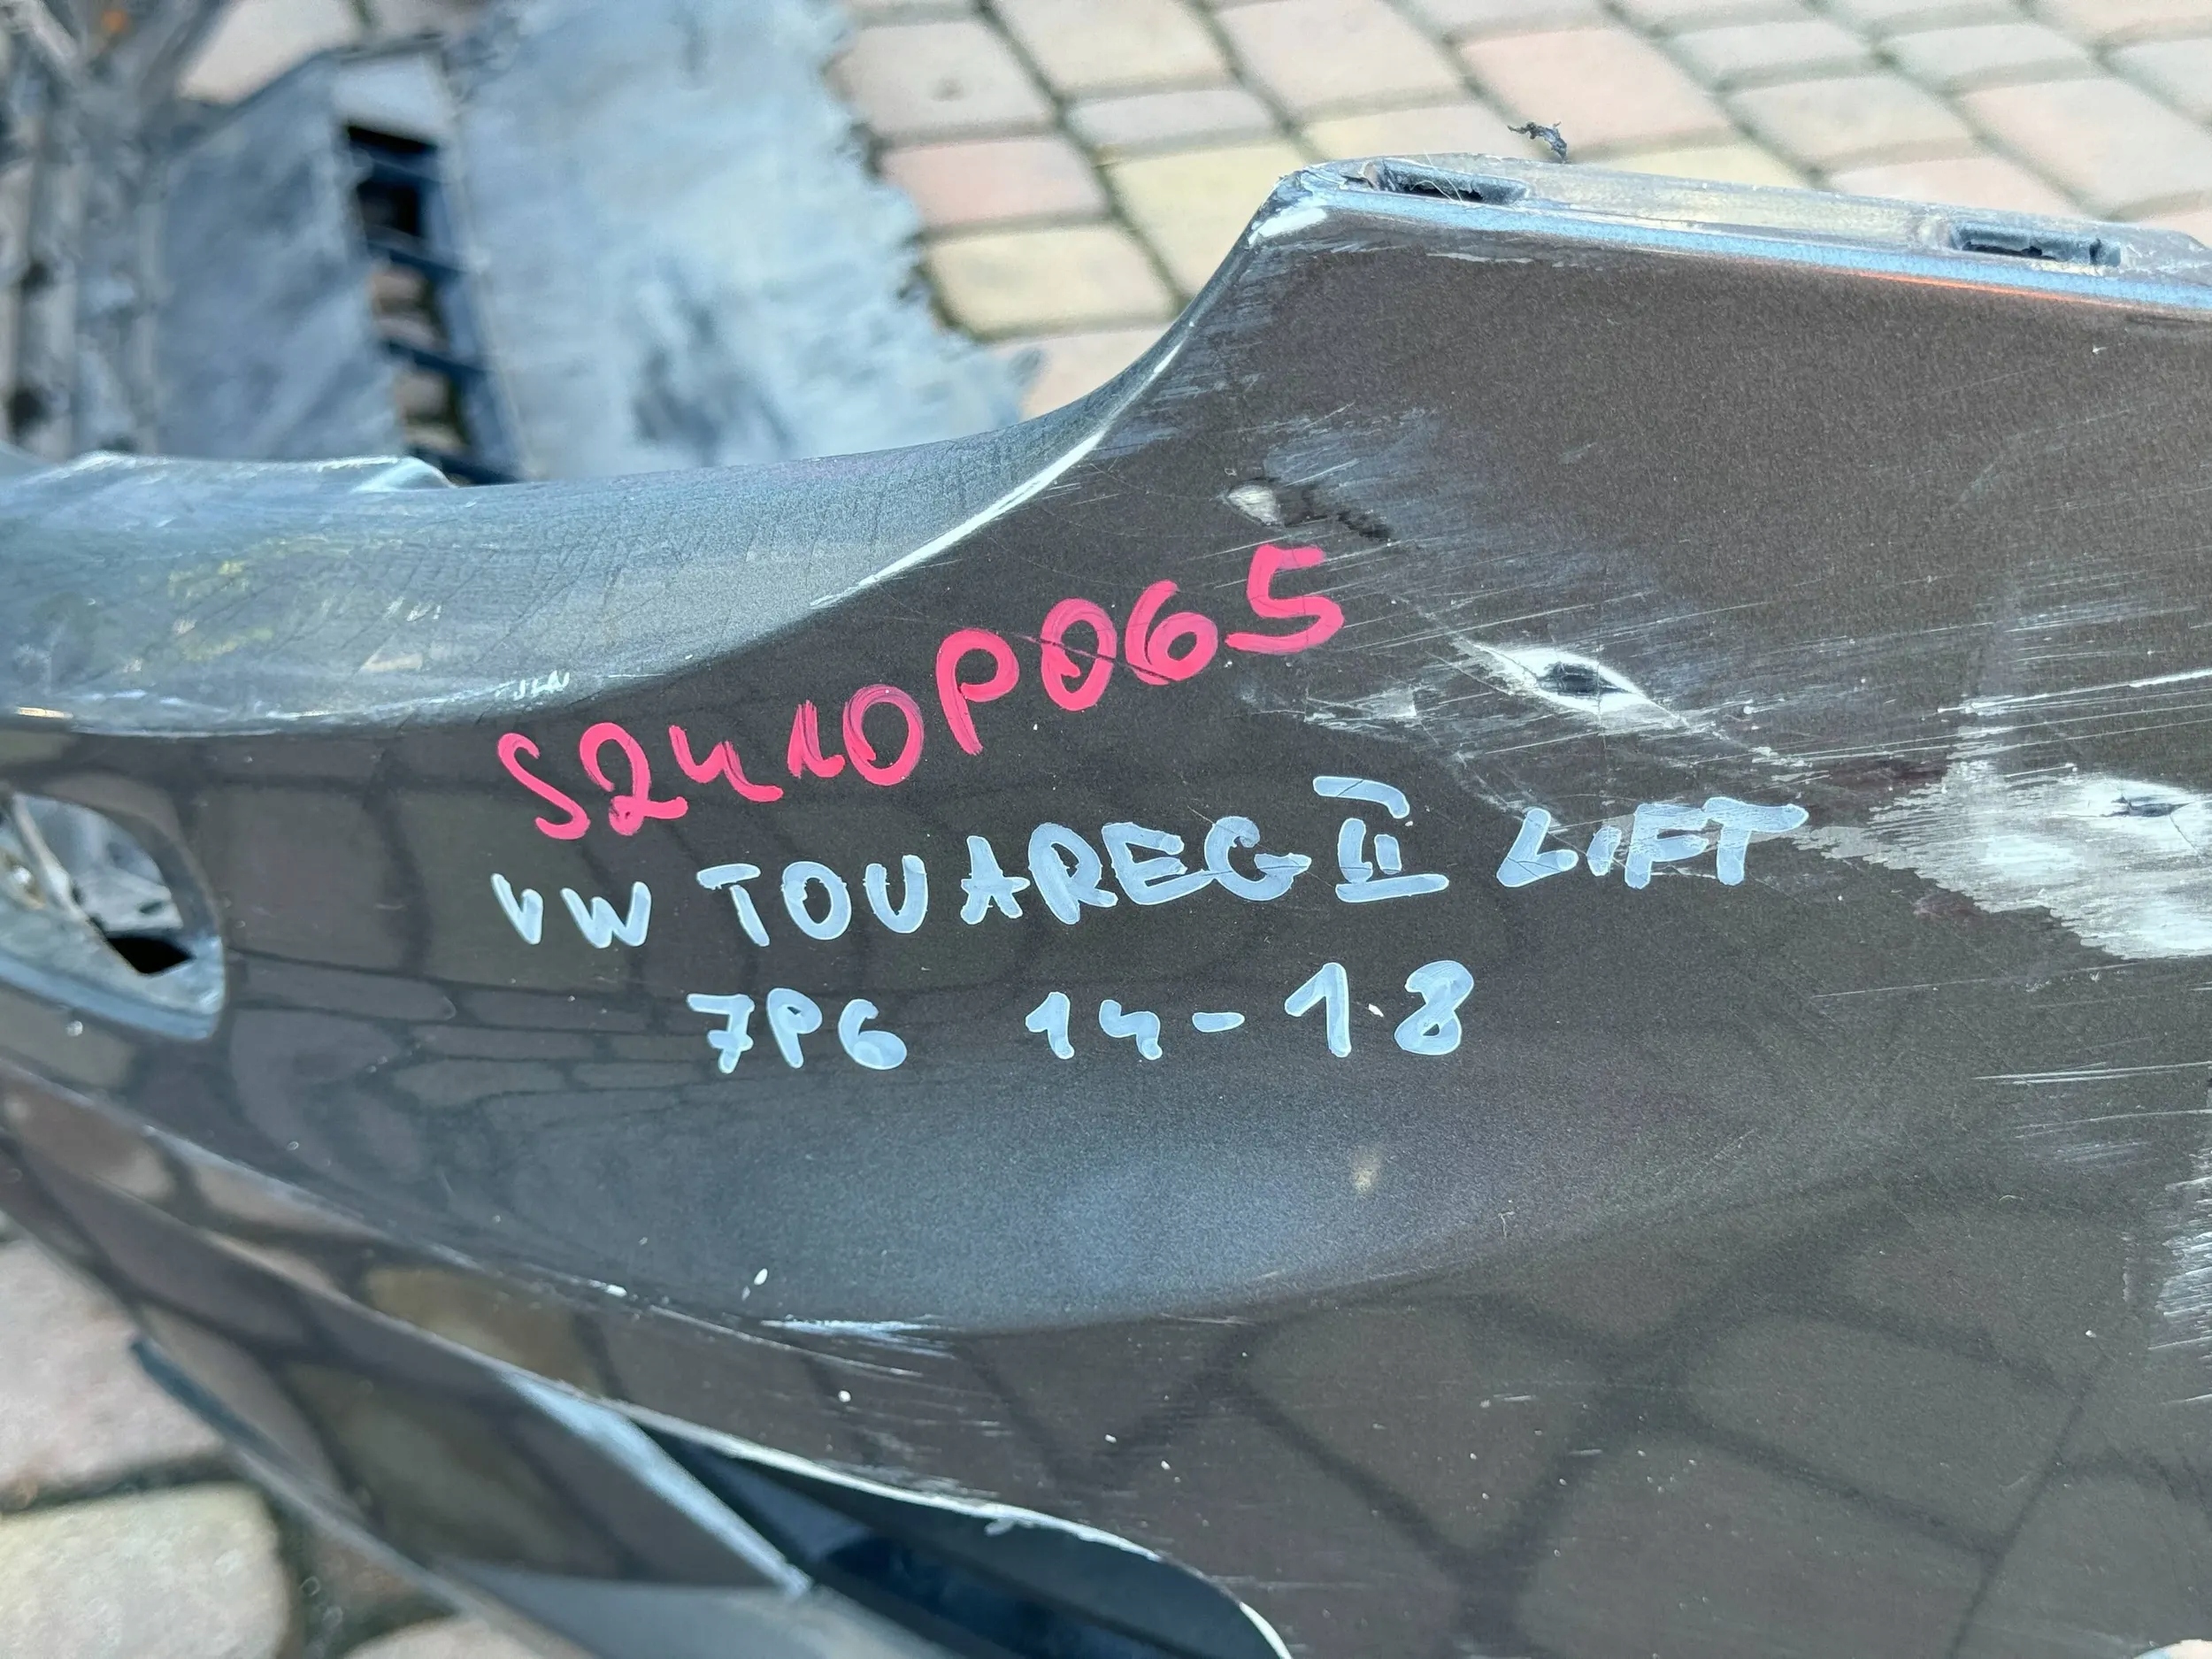 S2410P065
VW TOUAREG II LIFT
7P6 14-18